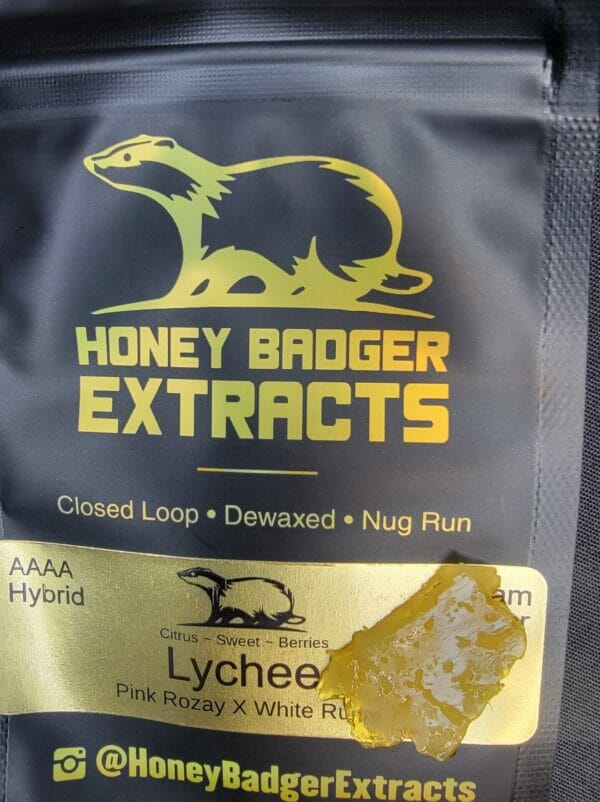 HONEY BADGER
EXTRACTS
Closed Loop • Dewaxed • Nug Run
AAAA
Hybrid
Citrus ~ Sweet ~ Berries
Lychee
Pink Rozay X White
@HoneyBadgerExtracts